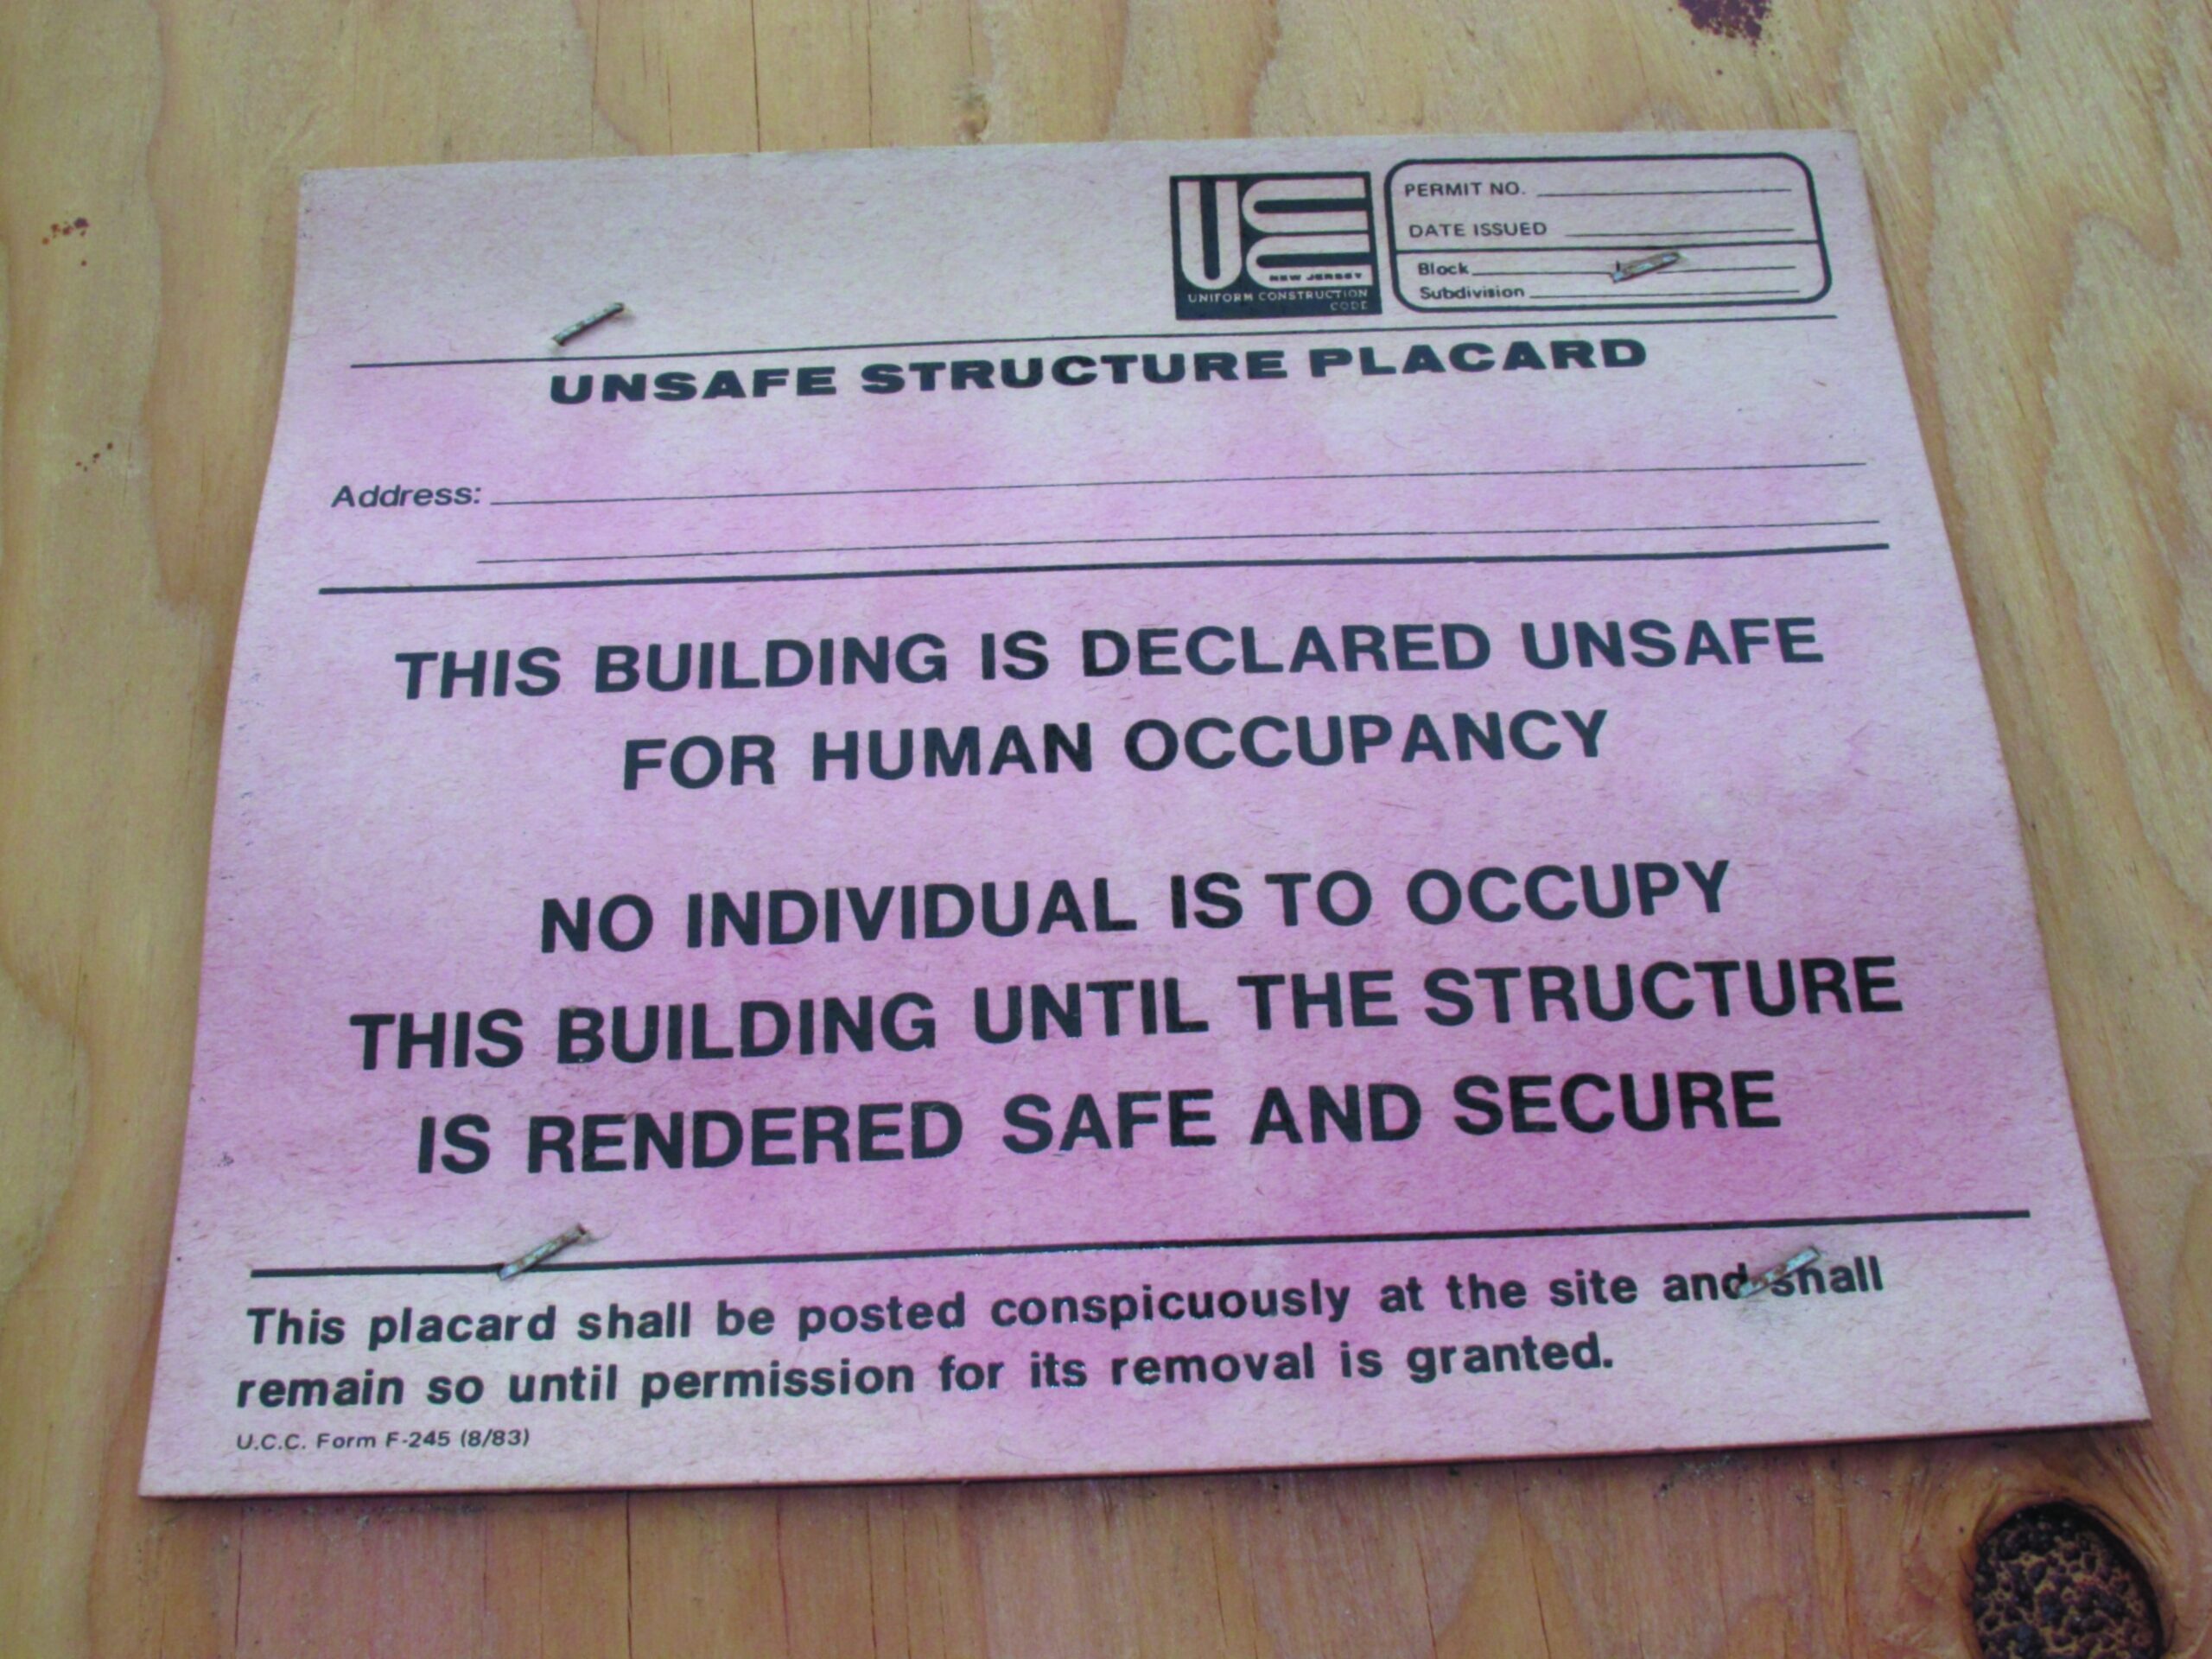 UCC
NEW JERSEY
UNIFORM CONSTRUCTION
CODE
PERMIT NO.
DATE ISSUED
Block
Subdivision
UNSAFE STRUCTURE PLACARD
Address:
THIS BUILDING IS DECLARED UNSAFE
FOR HUMAN OCCUPANCY
NO INDIVIDUAL IS TO OCCUPY
THIS BUILDING UNTIL THE STRUCTURE
IS RENDERED SAFE AND SECURE
This placard shall be posted conspicuously at the site and shall
remain so until permission for its removal is granted.
U.C.C. Form F-245 (8/83)